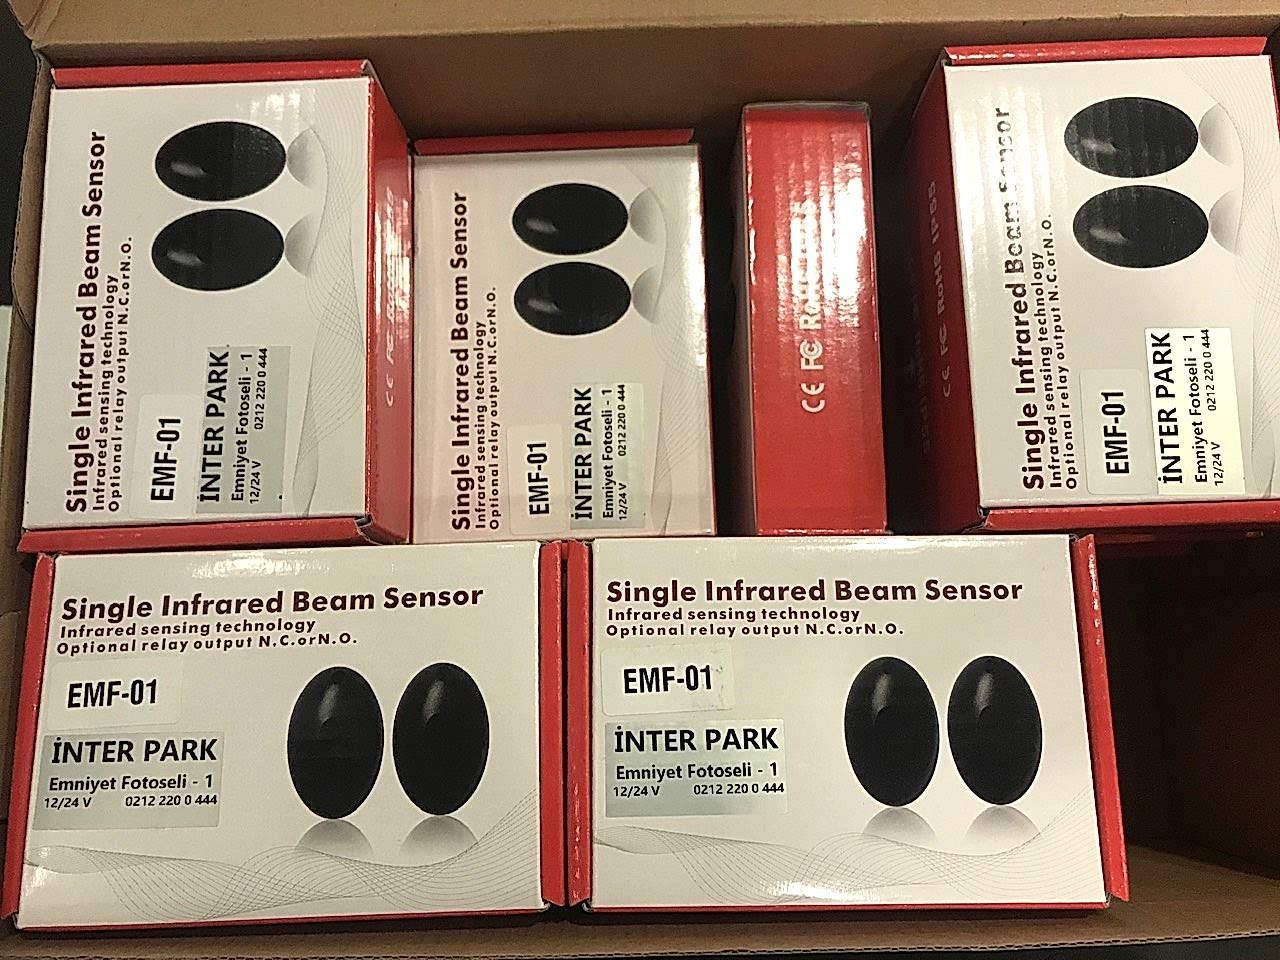 Single Infrared Beam Sensor
Infrared sensing technology
Optional relay output N.C.orN.O.
EMF-01
İNTER PARK
Emniyet Fotoseli - 1
12/24 V 0212 220 0 444
CE FC RoHS
Single Infrared Beam Sensor
Infrared sensing technology
Optional relay output N.C.orN.O.
EMF-01
İNTER PARK
Emniyet Fotoseli - 1
12/24 V 0212 220 0 444
CE FC RoHS
CE FC RoHS IP55
Single Infrared Beam Sensor
Infrared sensing technology
Optional relay output N.C.orN.O.
EMF-01
İNTER PARK
Emniyet Fotoseli - 1
12/24 V 0212 220 0 444
Single Infrared Beam Sensor
Infrared sensing technology
Optional relay output N.C.orN.O.
EMF-01
İNTER PARK
Emniyet Fotoseli - 1
12/24 V 0212 220 0 444
Single Infrared Beam Sensor
Infrared sensing technology
Optional relay output N.C.orN.O.
EMF-01
İNTER PARK
Emniyet Fotoseli - 1
12/24 V 0212 220 0 444